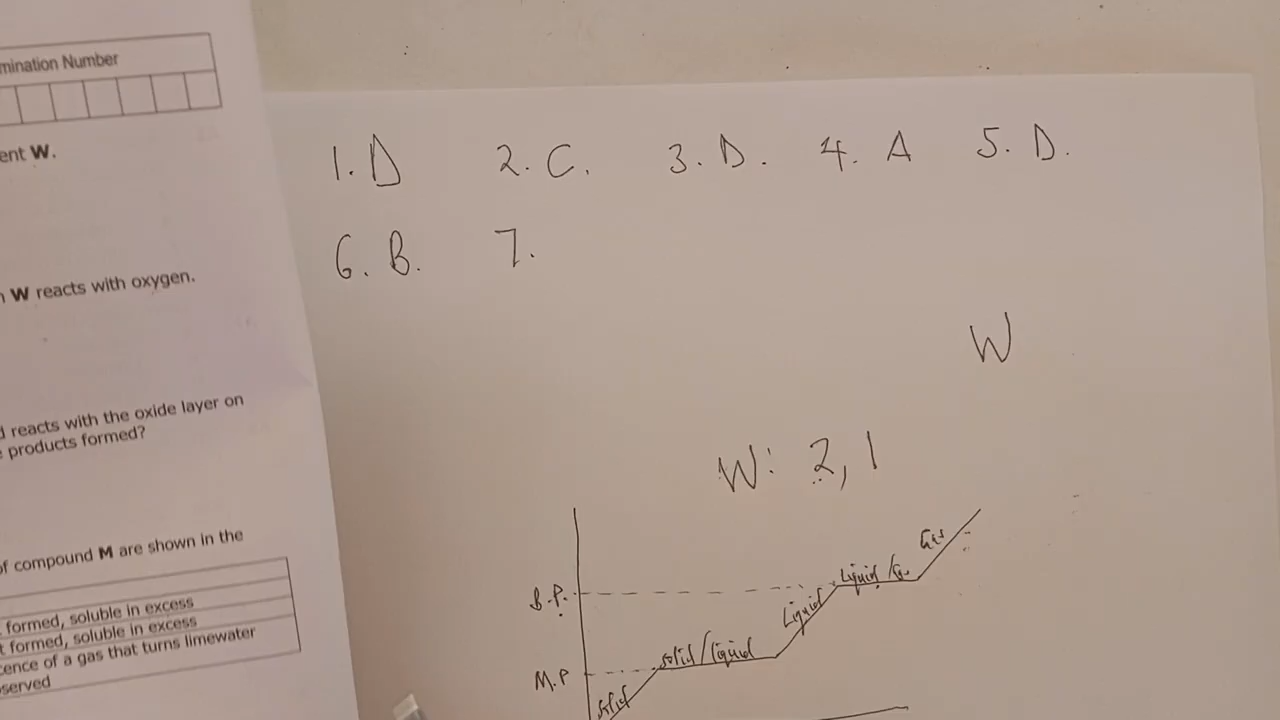 mination Number
ent W.
W reacts with oxygen.
reacts with the oxide layer on
products formed?
of compound M are shown in the
formed, soluble in excess
formed, soluble in excess
cence of a gas that turns limewater
served
1. D 2. C. 3. D. 4. A 5. D.
6. B. 7.
W
W: 2, 1
Gas
B.P. Liquid /
Liquid
Solid/liquid
M.P
Solid